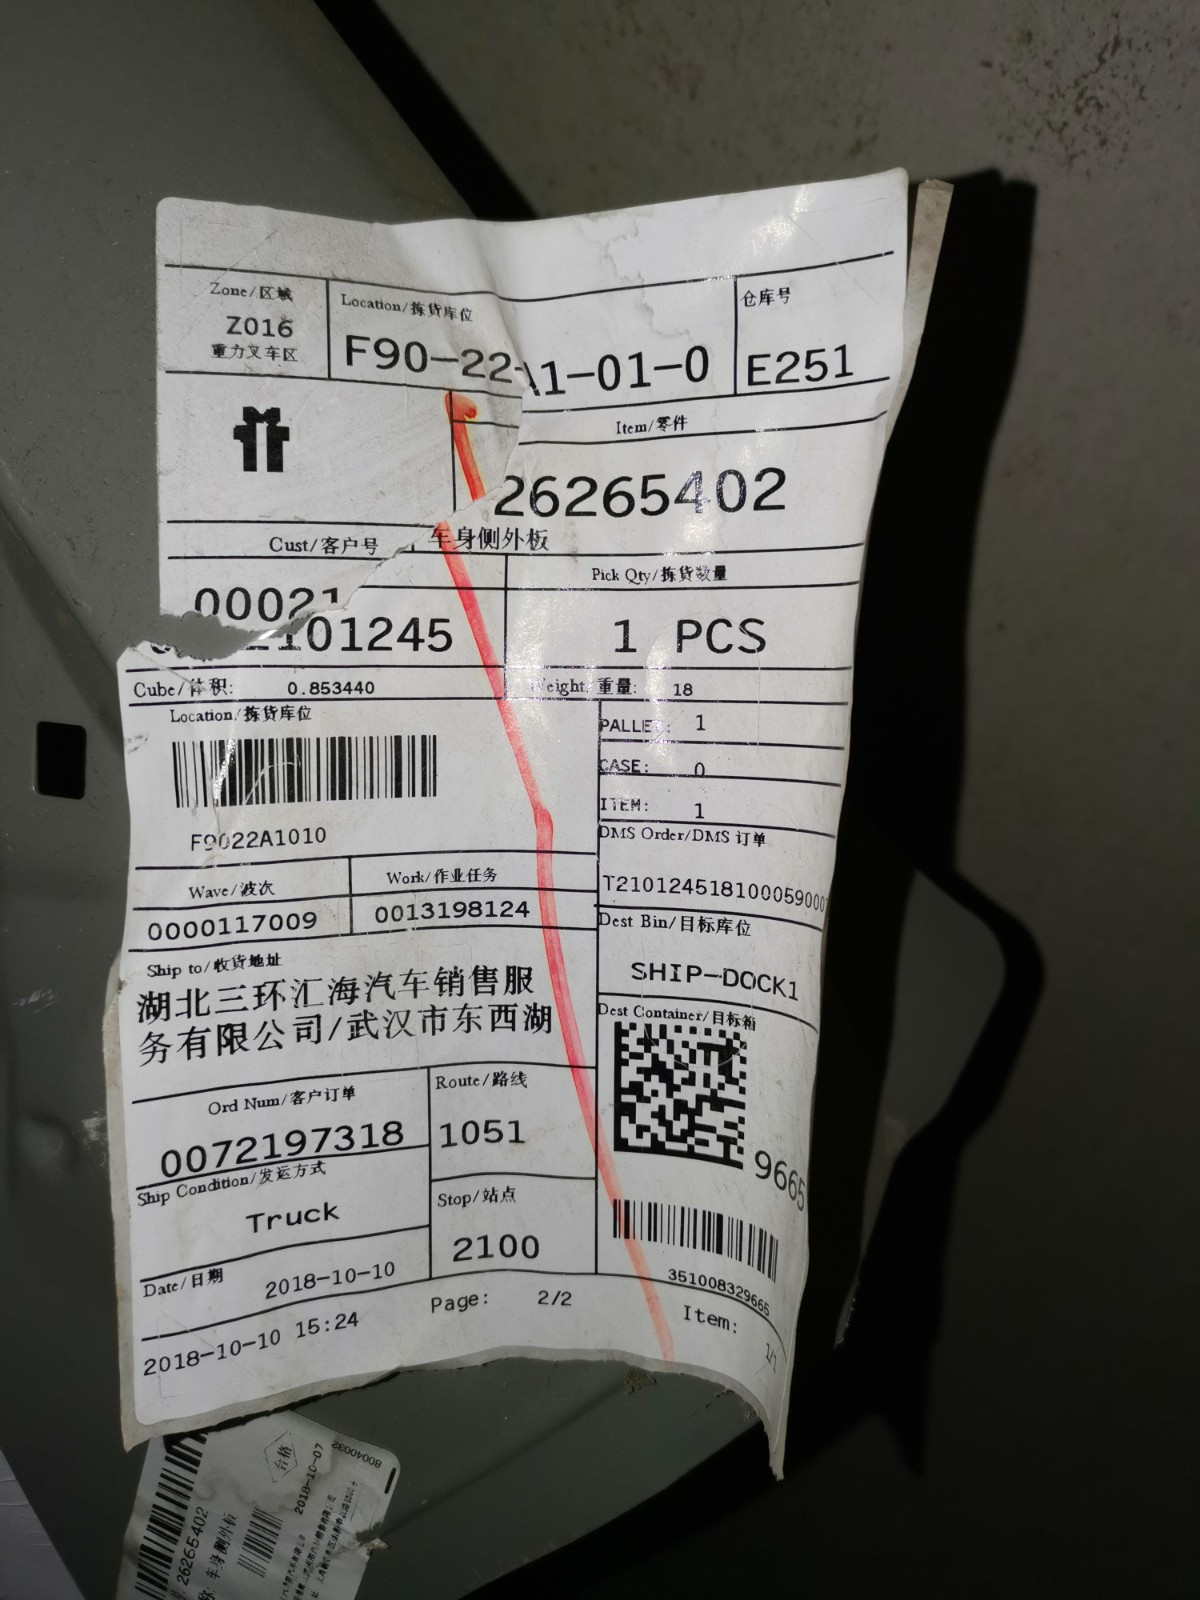 Zone/区域
Z016
重力叉车区
Location/拣货库位
F90-22-A1-01-0
仓库号
E251
Item/零件
26265402
车身侧外板
Cust/客户号
00021
101245
Pick Qty/拣货数量
1 PCS
Cube/体积: 0.853440
Weight/重量: 18
Location/拣货库位
F9022A1010
PALLET: 1
CASE: 0
ITEM: 1
DMS Order/DMS 订单
T2101245181000590001
Wave/波次
0000117009
Work/作业任务
0013198124
Dest Bin/目标库位
SHIP-DOCK1
Ship to/收货地址
湖北三环汇海汽车销售服
务有限公司/武汉市东西湖
Dest Container/目标箱
9665
351008329665
Ord Num/客户订单
0072197318
Route/路线
1051
Ship Condition/发运方式
Truck
Stop/站点
2100
Date/日期 2018-10-10
2018-10-10 15:24
Page: 2/2
Item: 1/1
合格
2018-10-07
80040032
26265402
车身侧外板